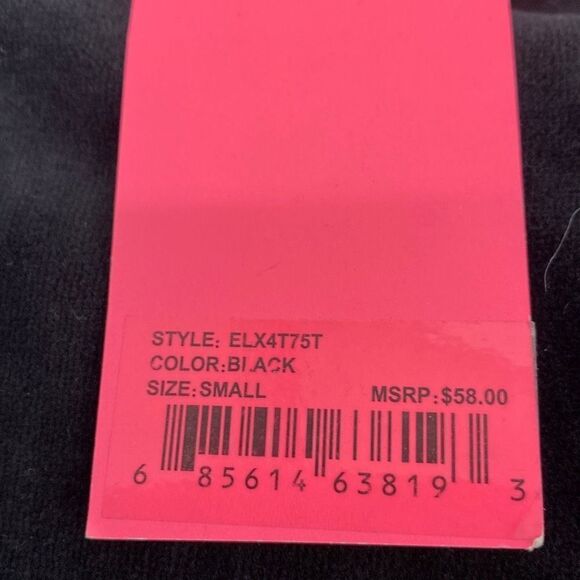 STYLE: ELX4T75T
COLOR:BLACK
SIZE:SMALL MSRP:$58.00
6 85614 63819 3